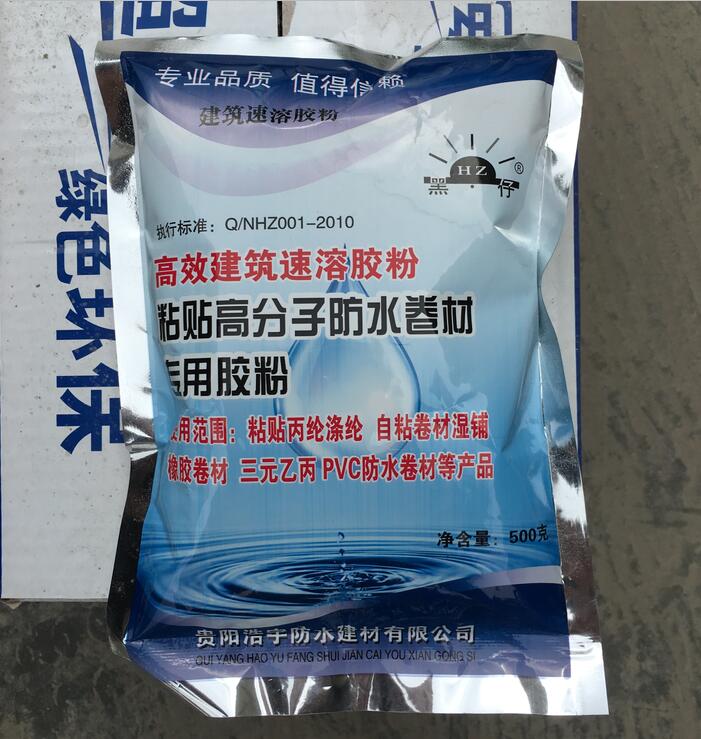 专业品质 值得信赖
建筑速溶胶粉
HZ
黑仔®
执行标准：Q/NHZ001-2010
高效建筑速溶胶粉
粘贴高分子防水卷材
专用胶粉
使用范围：粘贴丙纶涤纶 自粘卷材湿铺
橡胶卷材 三元乙丙 PVC防水卷材等产品
净含量：500克
贵阳浩宇防水建材有限公司
GUI YANG HAO YU FANG SHUI JIAN CAI YOU XIAN GONG SI
绿色环保